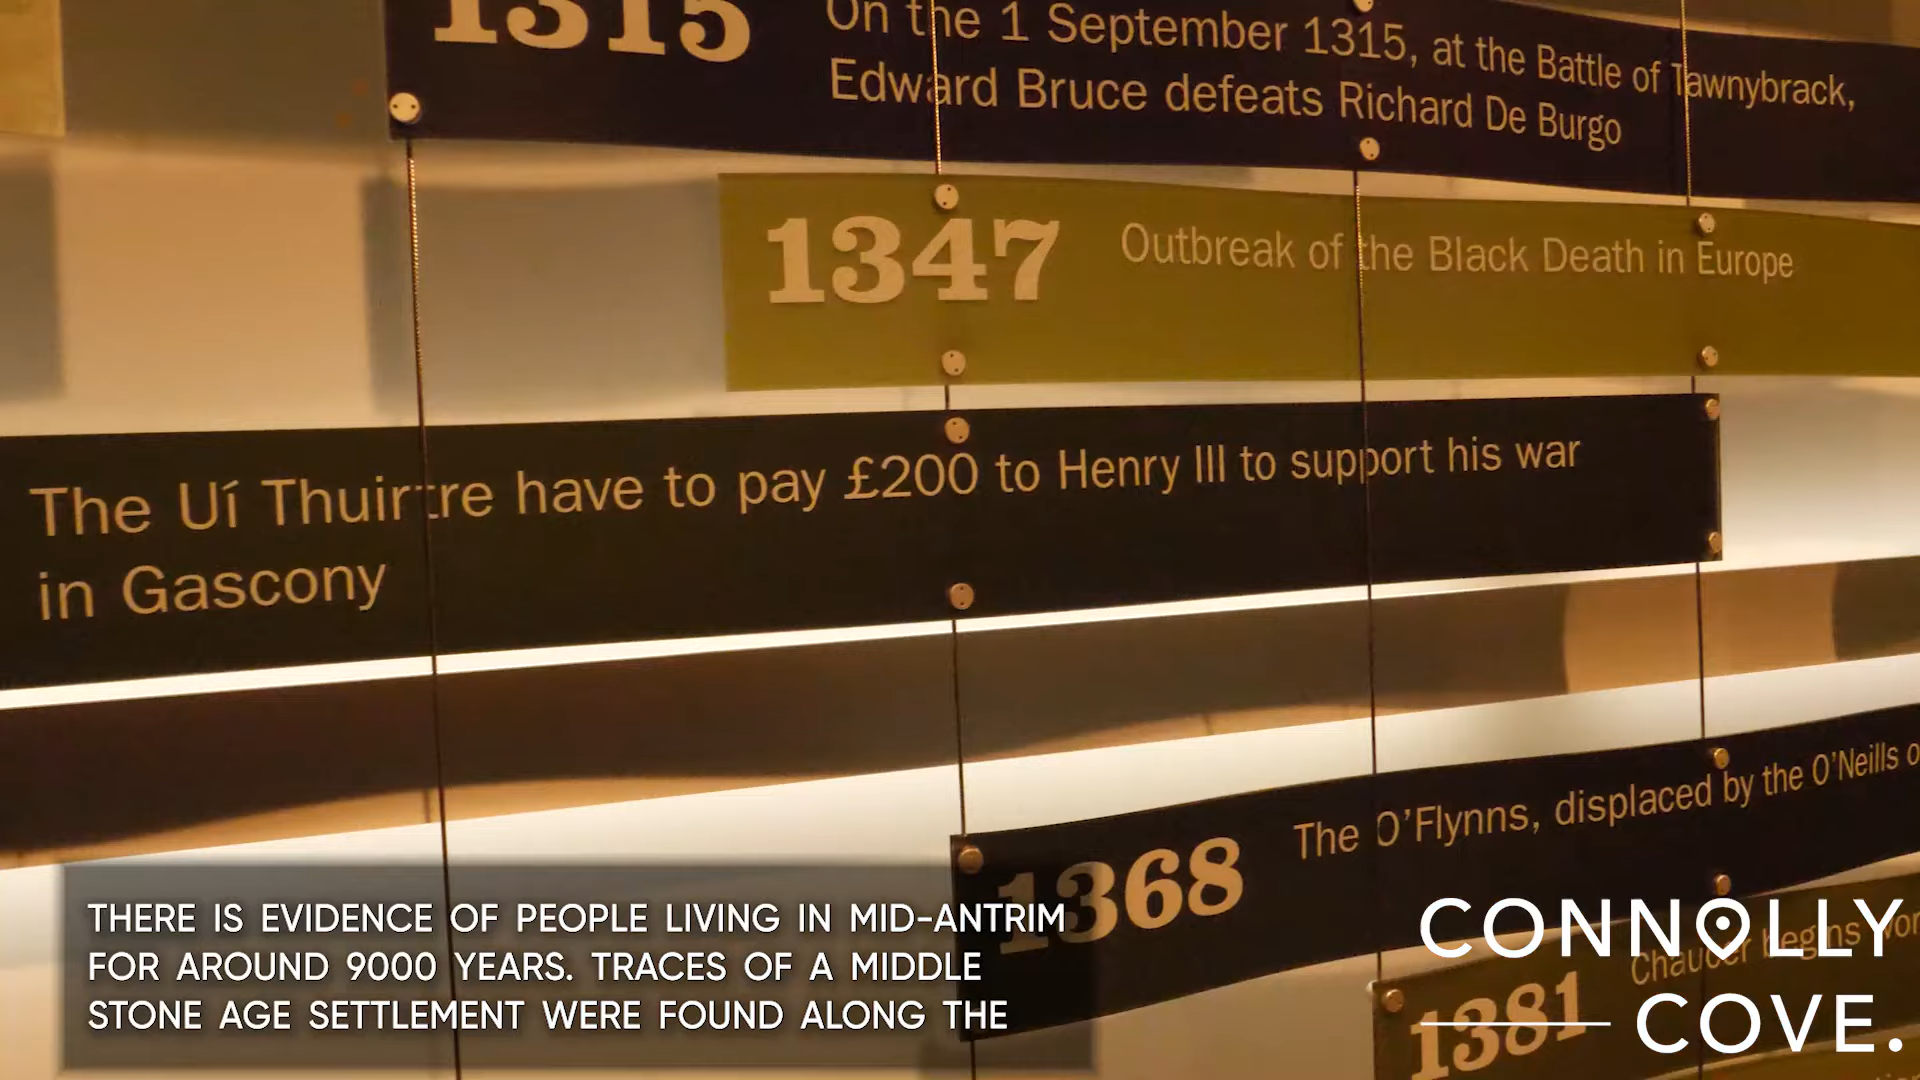 1315
On the 1 September 1315, at the Battle of Tawnybrack,
Edward Bruce defeats Richard De Burgo
1347
Outbreak of the Black Death in Europe
The Uí Thuirtre have to pay £200 to Henry III to support his war
in Gascony
1368
The O'Flynns, displaced by the O'Neills
1381
Chaucer begins
THERE IS EVIDENCE OF PEOPLE LIVING IN MID-ANTRIM
FOR AROUND 9000 YEARS. TRACES OF A MIDDLE
STONE AGE SETTLEMENT WERE FOUND ALONG THE
CONNOLLY
COVE.